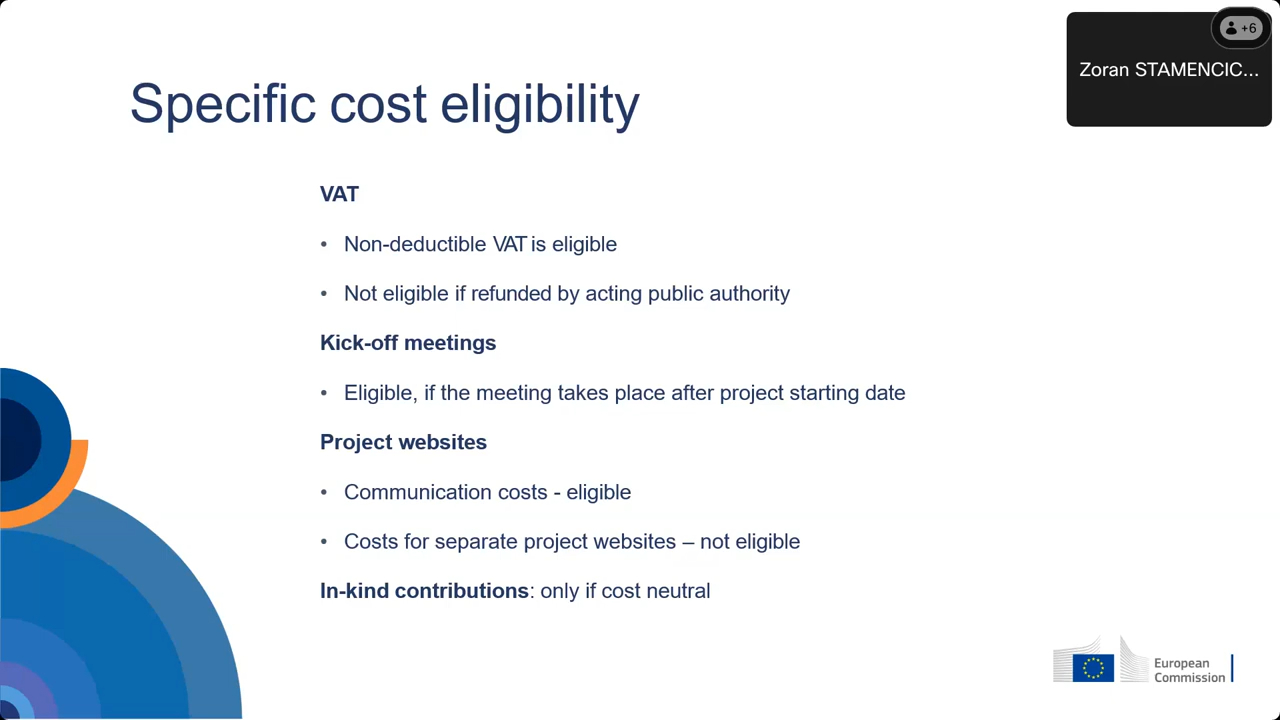 +6
Zoran STAMENCIC...
Specific cost eligibility
VAT
• Non-deductible VAT is eligible
• Not eligible if refunded by acting public authority
Kick-off meetings
• Eligible, if the meeting takes place after project starting date
Project websites
• Communication costs - eligible
• Costs for separate project websites – not eligible
In-kind contributions: only if cost neutral
European
Commission